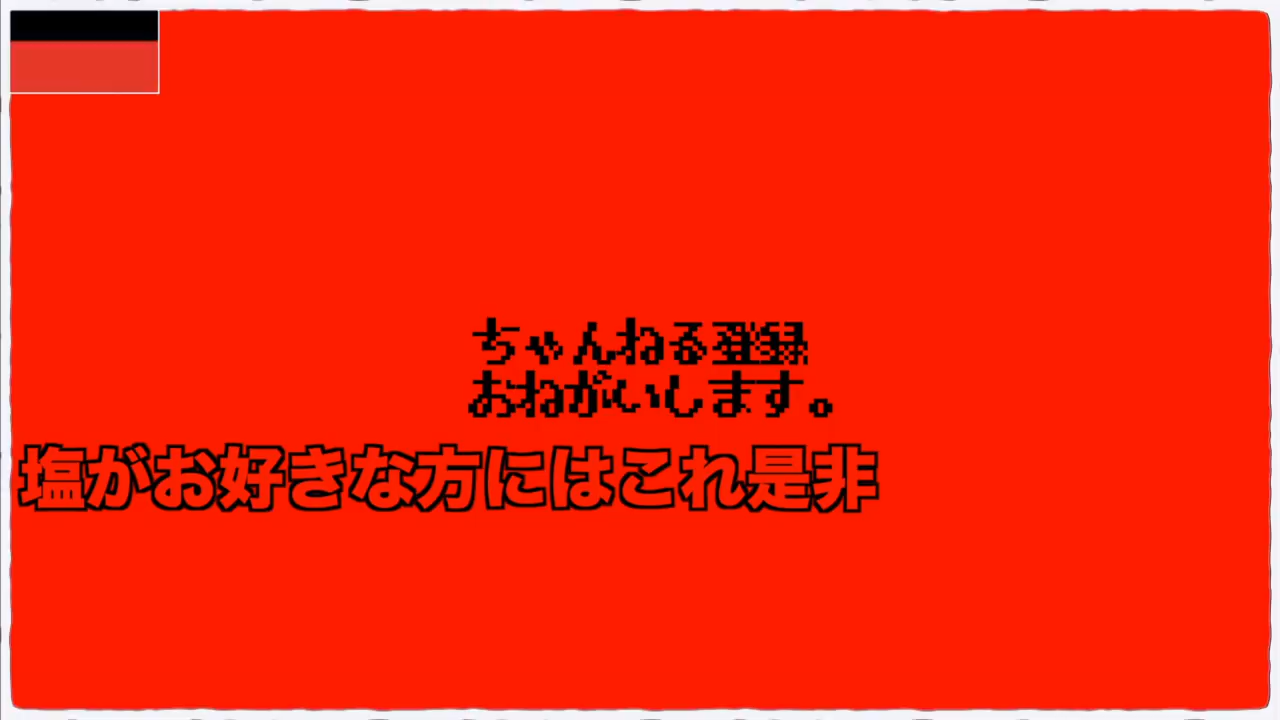 ちゃんねる登録
おねがいします。
塩がお好きな方にはこれ是非